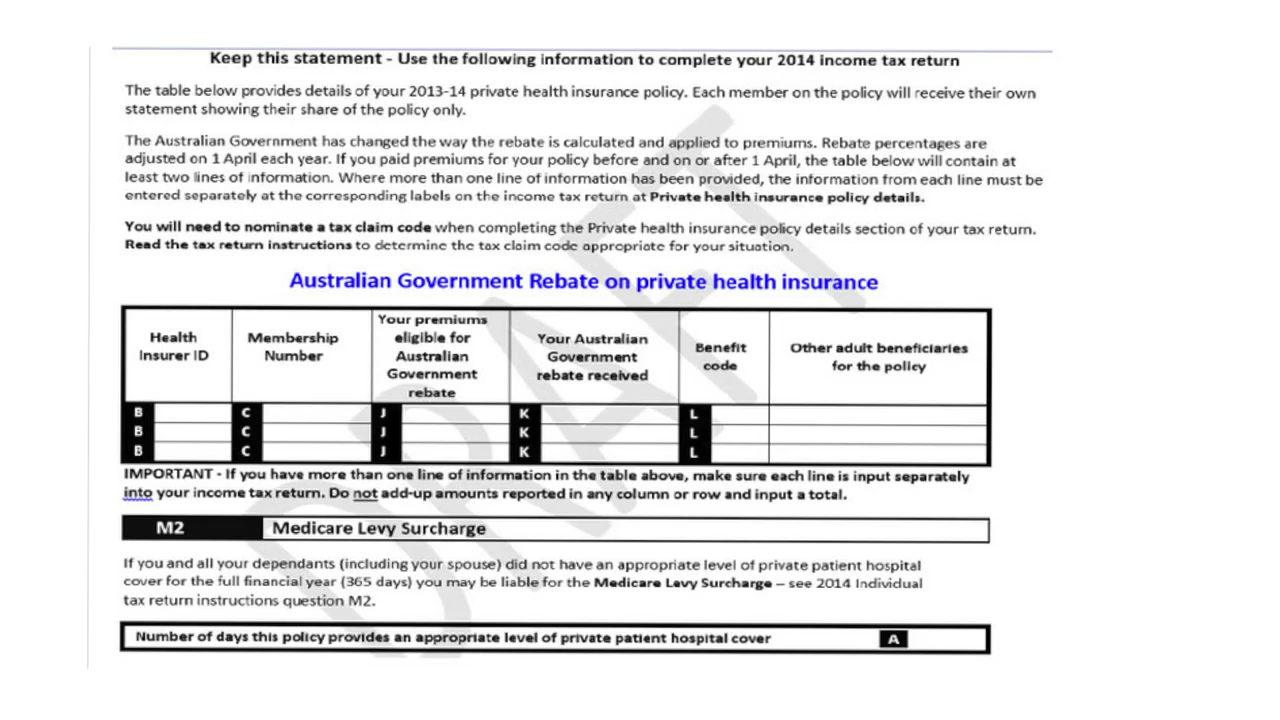 Keep this statement - Use the following information to complete your 2014 income tax return
The table below provides details of your 2013-14 private health insurance policy. Each member on the policy will receive their own
statement showing their share of the policy only.
The Australian Government has changed the way the rebate is calculated and applied to premiums. Rebate percentages are
adjusted on 1 April each year. If you paid premiums for your policy before and on or after 1 April, the table below will contain at
least two lines of information. Where more than one line of information has been provided, the information from each line must be
entered separately at the corresponding labels on the income tax return at Private health insurance policy details.
You will need to nominate a tax claim code when completing the Private health insurance policy details section of your tax return.
Read the tax return instructions to determine the tax claim code appropriate for your situation.
Australian Government Rebate on private health insurance
Health
Insurer ID
Membership
Number
Your premiums
eligible for
Australian
Government
rebate
Your Australian
Government
rebate received
Benefit
code
Other adult beneficiaries
for the policy
B C J K L
B C J K L
B C J K L
IMPORTANT - If you have more than one line of information in the table above, make sure each line is input separately
into your income tax return. Do not add-up amounts reported in any column or row and input a total.
M2 Medicare Levy Surcharge
If you and all your dependants (including your spouse) did not have an appropriate level of private patient hospital
cover for the full financial year (365 days) you may be liable for the Medicare Levy Surcharge – see 2014 Individual
tax return instructions question M2.
Number of days this policy provides an appropriate level of private patient hospital cover A
DRAFT